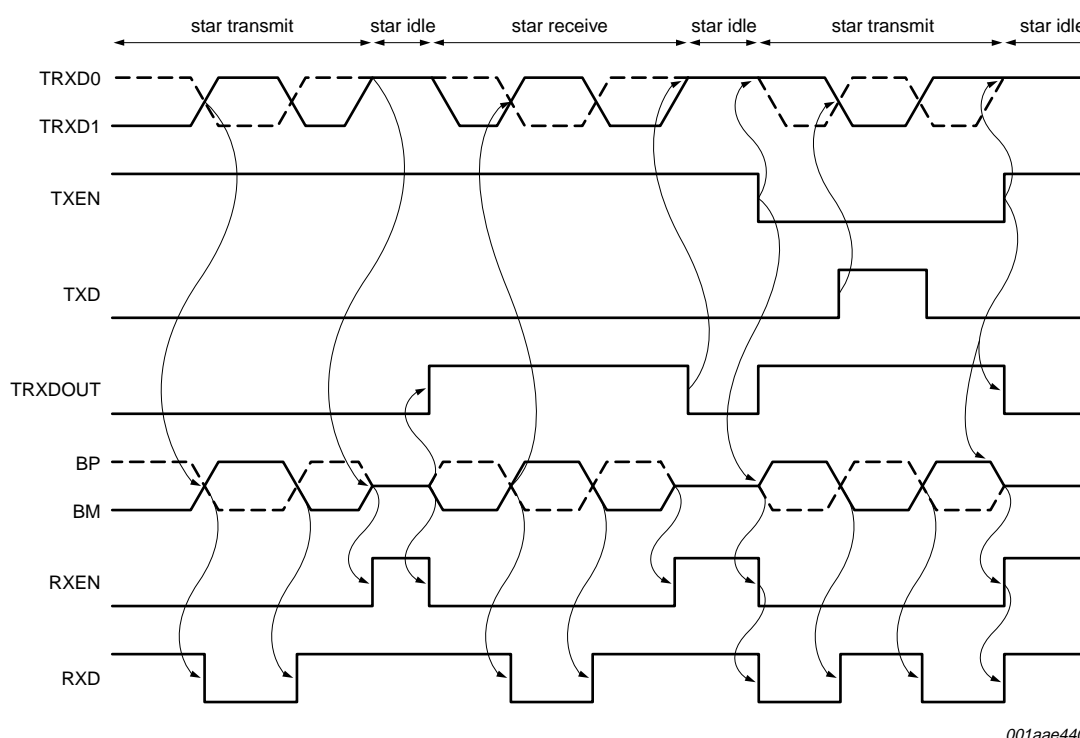 star transmit star idle star receive star idle star transmit star idle
TRXD0
TRXD1
TXEN
TXD
TRXDOUT
BP
BM
RXEN
RXD
001aae440